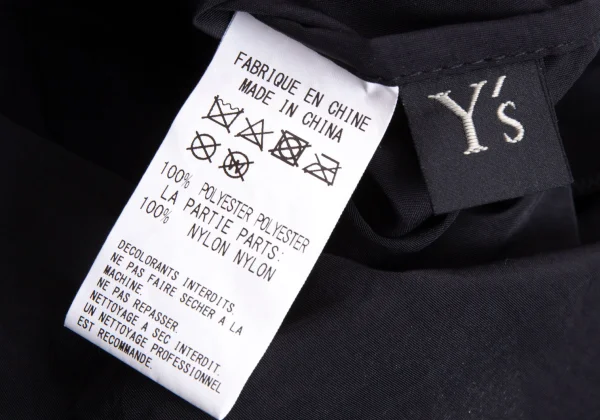 FABRIQUE EN CHINE
MADE IN CHINA
100% POLYESTER POLYESTER
LA PARTIE PARTS:
100% NYLON NYLON
DECOLORANTS INTERDITS,
NE PAS FAIRE SECHER A LA
MACHINE.
NE PAS REPASSER
NETTOYAGE A SEC INTERDIT.
UN NETTOYAGE PROFESSIONNEL
EST RECOMMANDE.
Y's